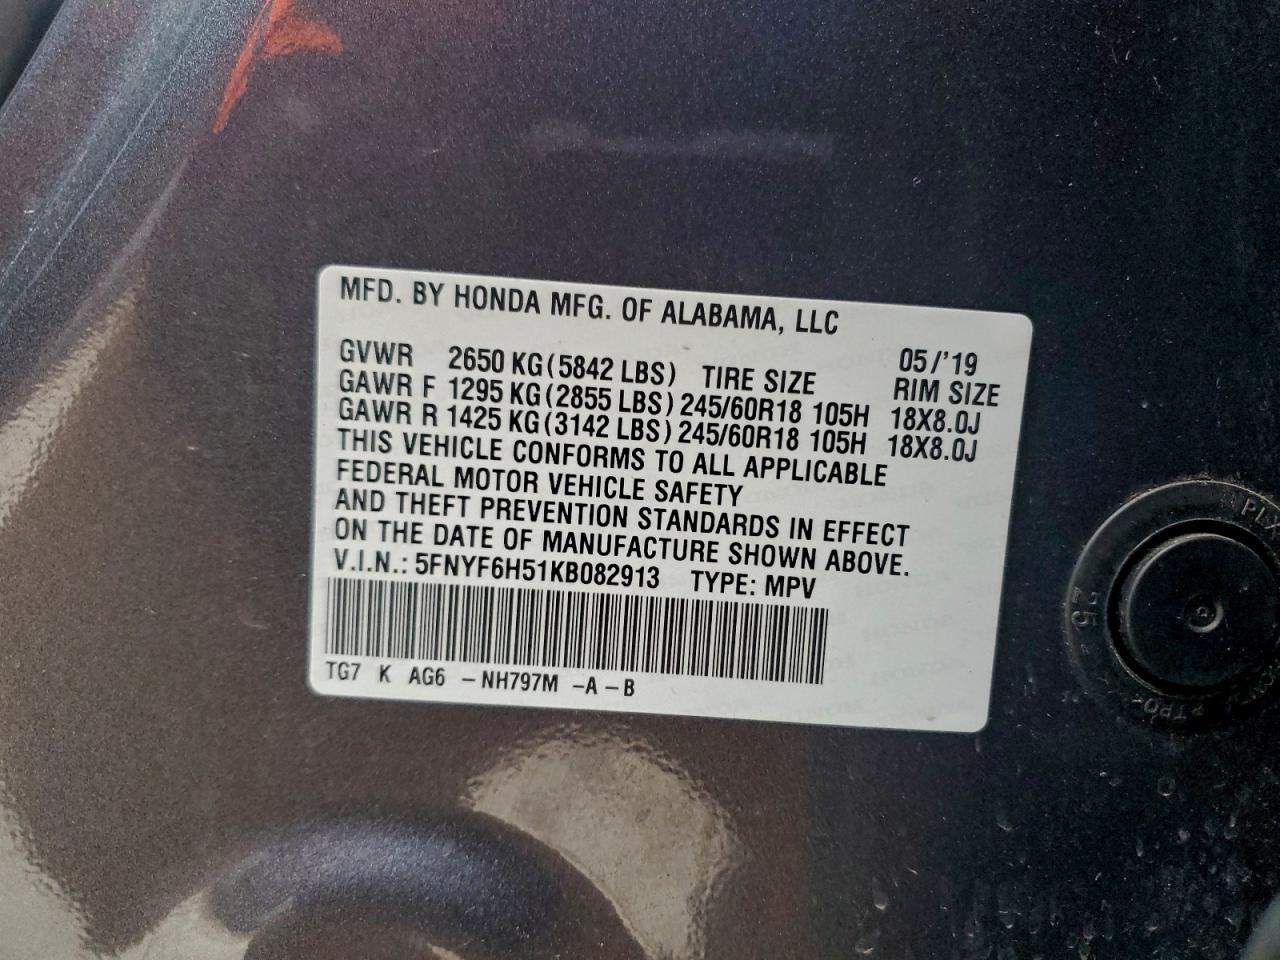 MFD. BY HONDA MFG. OF ALABAMA, LLC
GVWR 2650 KG(5842 LBS) TIRE SIZE 05/'19 RIM SIZE
GAWR F 1295 KG(2855 LBS) 245/60R18 105H 18X8.0J
GAWR R 1425 KG(3142 LBS) 245/60R18 105H 18X8.0J
THIS VEHICLE CONFORMS TO ALL APPLICABLE
FEDERAL MOTOR VEHICLE SAFETY
AND THEFT PREVENTION STANDARDS IN EFFECT
ON THE DATE OF MANUFACTURE SHOWN ABOVE.
V.I.N.: 5FNYF6H51KB082913 TYPE: MPV
TG7 K AG6 -NH797M -A-B
25